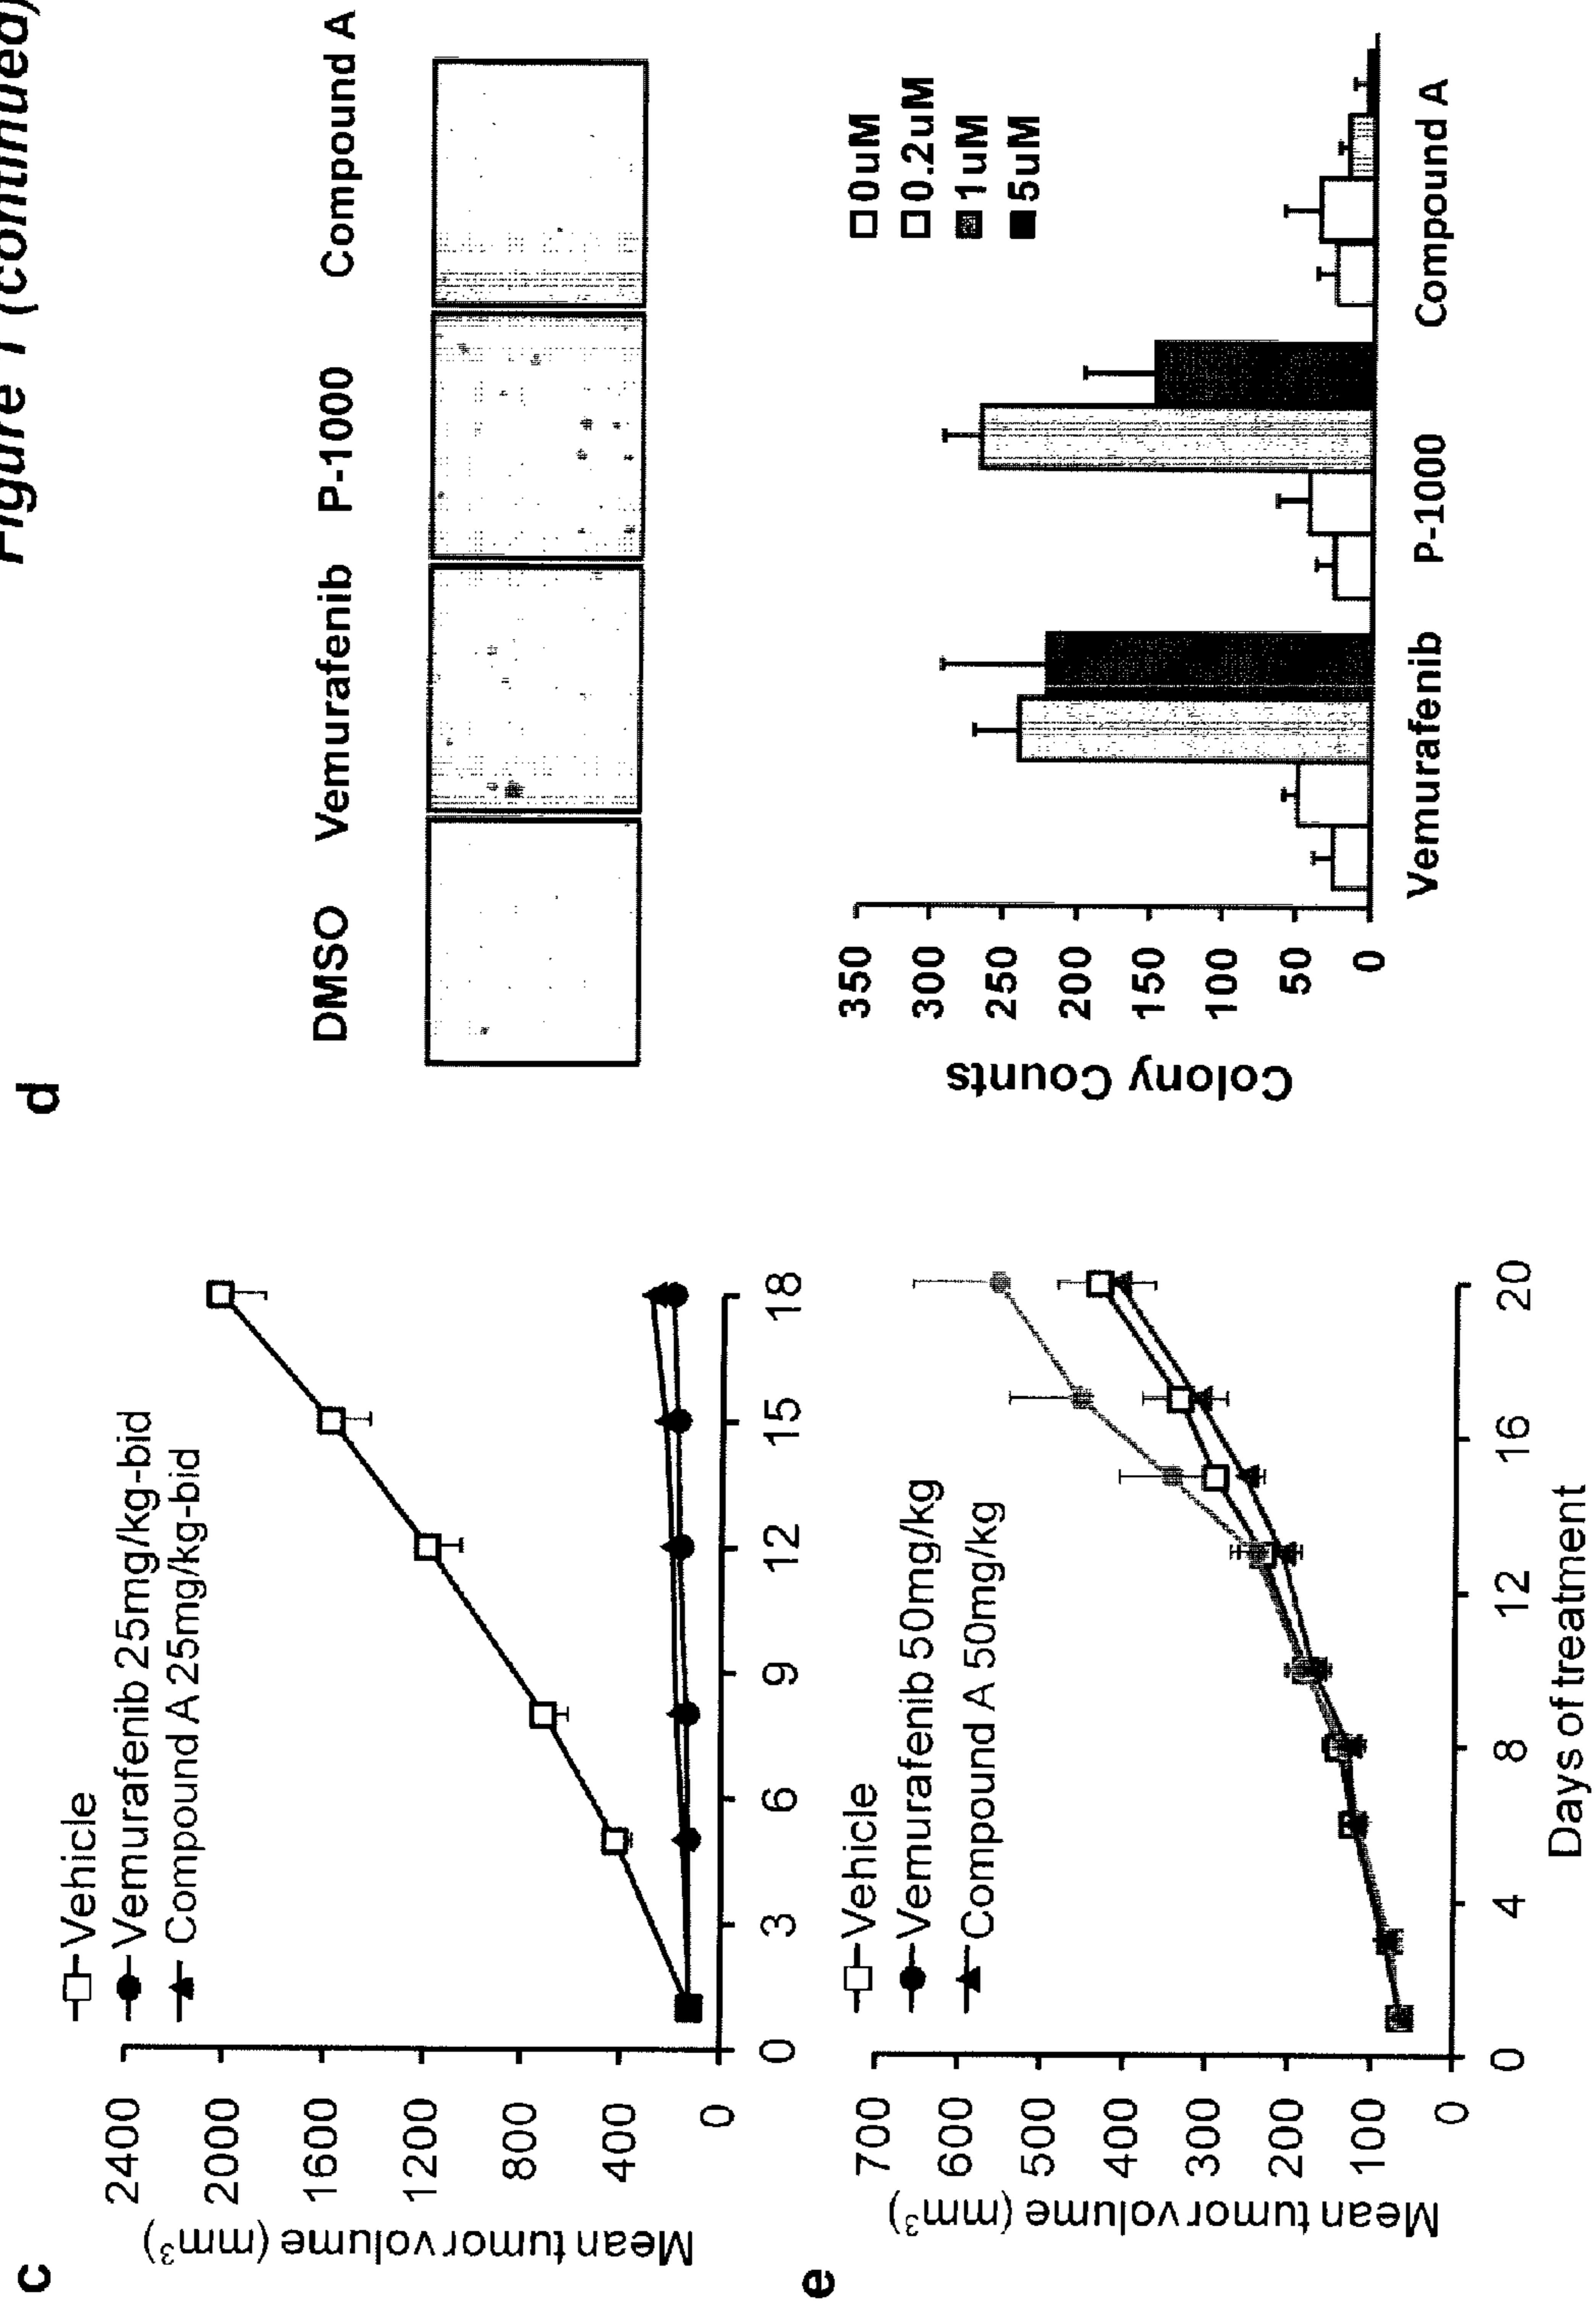 Figure 1 (continued)
c
Vehicle
Vemurafenib 25mg/kg-bid
Compound A 25mg/kg-bid
Mean tumor volume (mm³)
2400
2000
1600
1200
800
400
0
0 3 6 9 12 15 18
d
DMSO Vemurafenib P-1000 Compound A
Colony Counts
350
300
250
200
150
100
50
0
0uM
0.2uM
1uM
5uM
Vemurafenib P-1000 Compound A
e
Vehicle
Vemurafenib 50mg/kg
Compound A 50mg/kg
Mean tumor volume (mm³)
700
600
500
400
300
200
100
0
0 4 8 12 16 20
Days of treatment